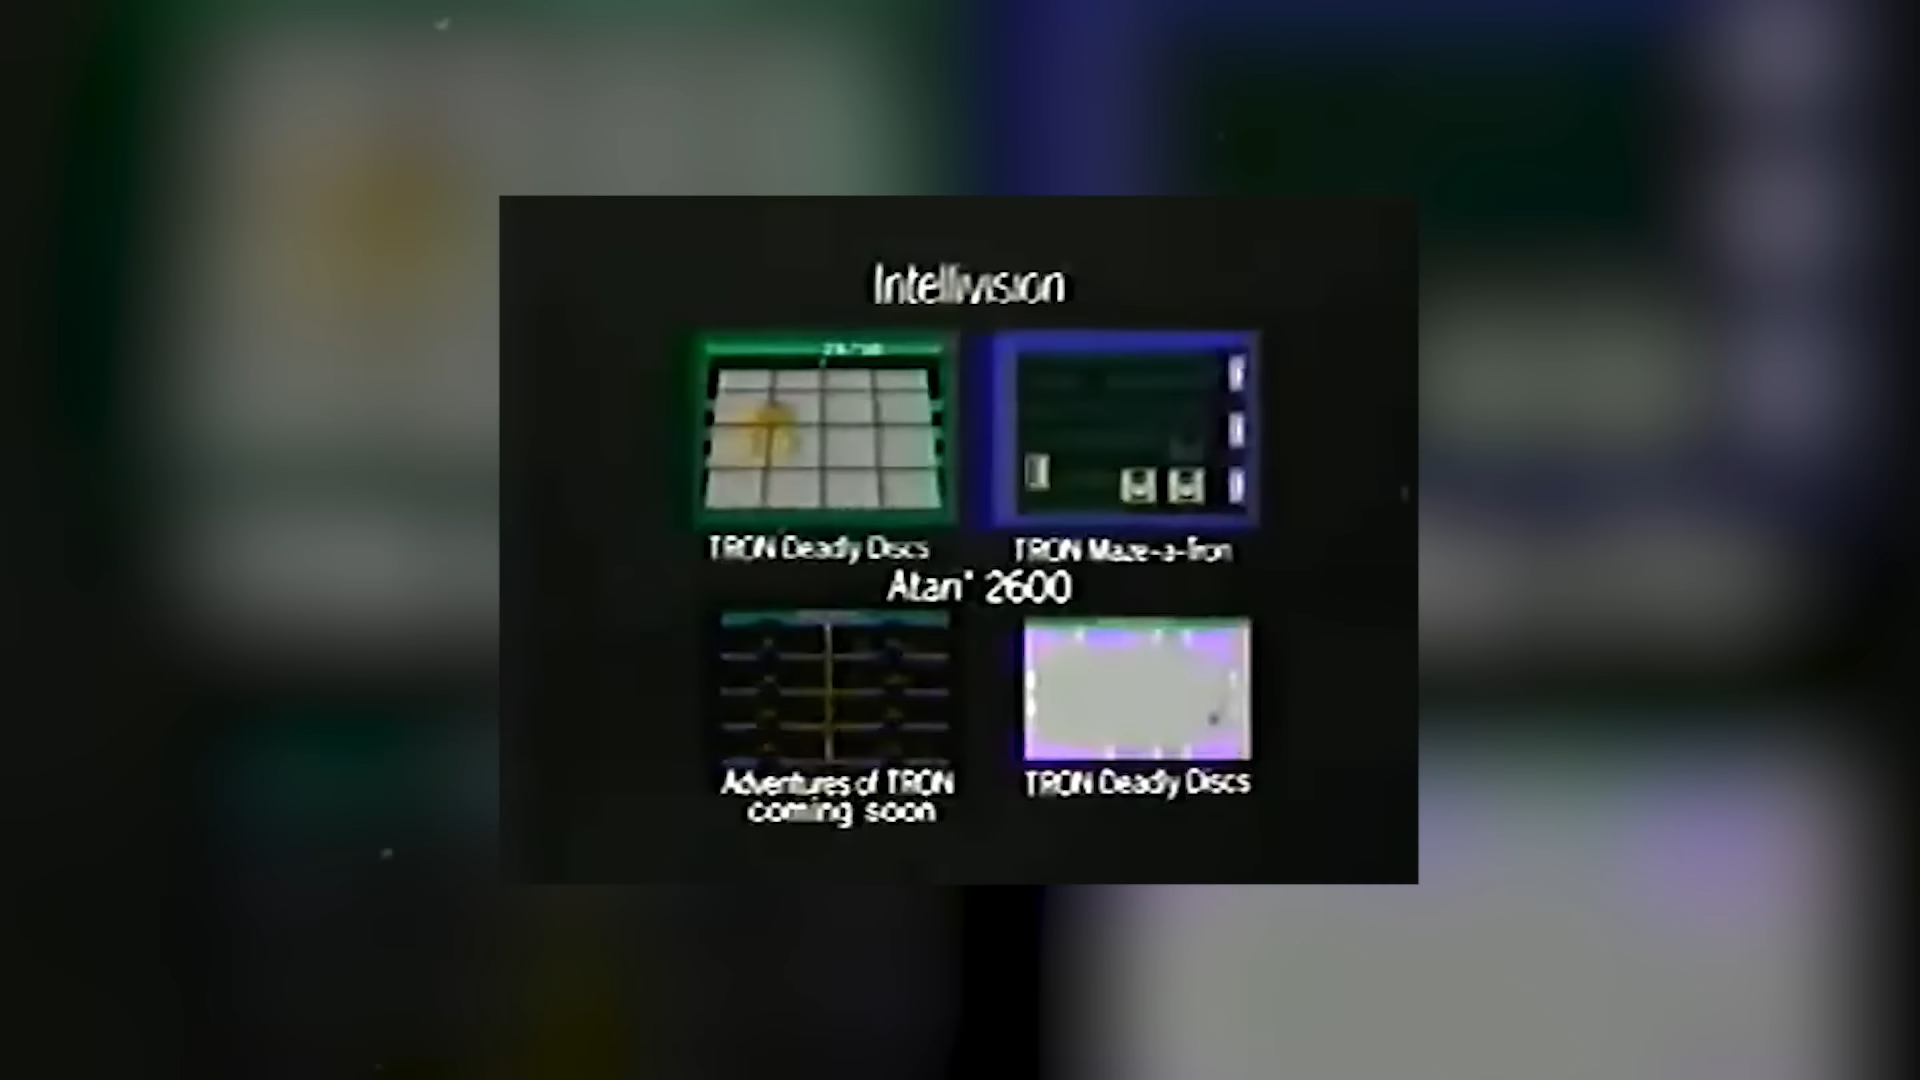 Intellivision
TRON Deadly Discs
TRON Maze-a-Tron
Atari* 2600
Adventures of TRON
coming soon
TRON Deadly Discs